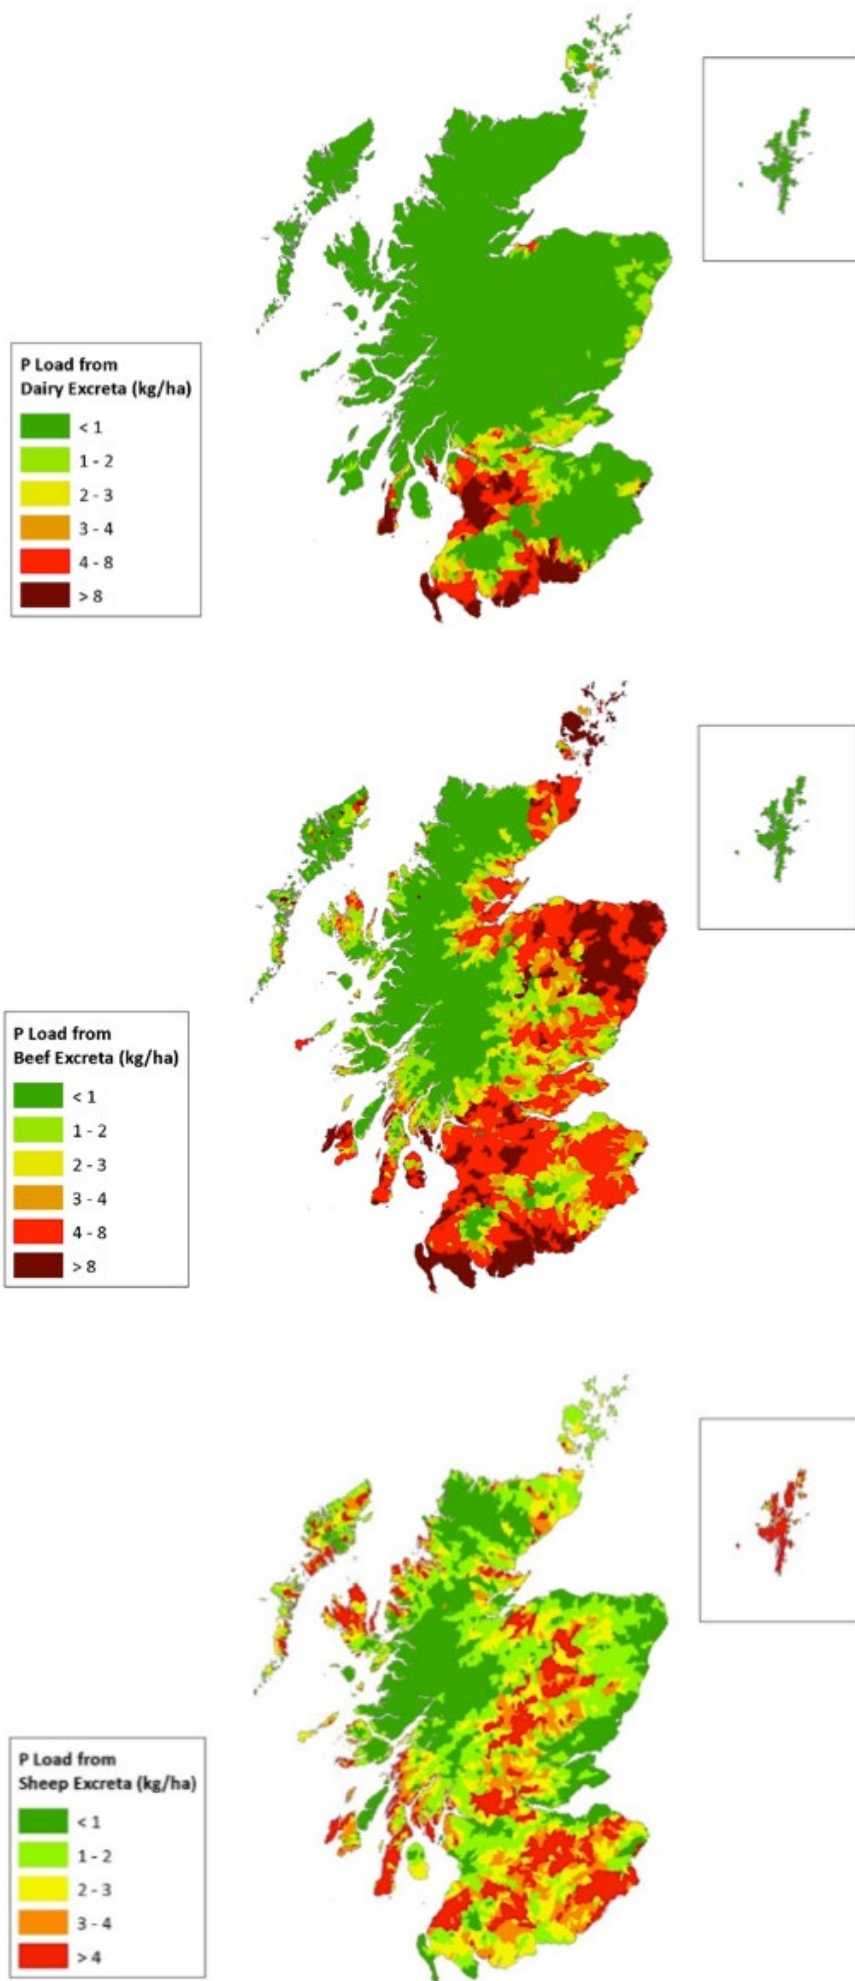 P Load from
Dairy Excreta (kg/ha)
< 1
1 - 2
2 - 3
3 - 4
4 - 8
> 8
P Load from
Beef Excreta (kg/ha)
< 1
1 - 2
2 - 3
3 - 4
4 - 8
> 8
P Load from
Sheep Excreta (kg/ha)
< 1
1 - 2
2 - 3
3 - 4
> 4